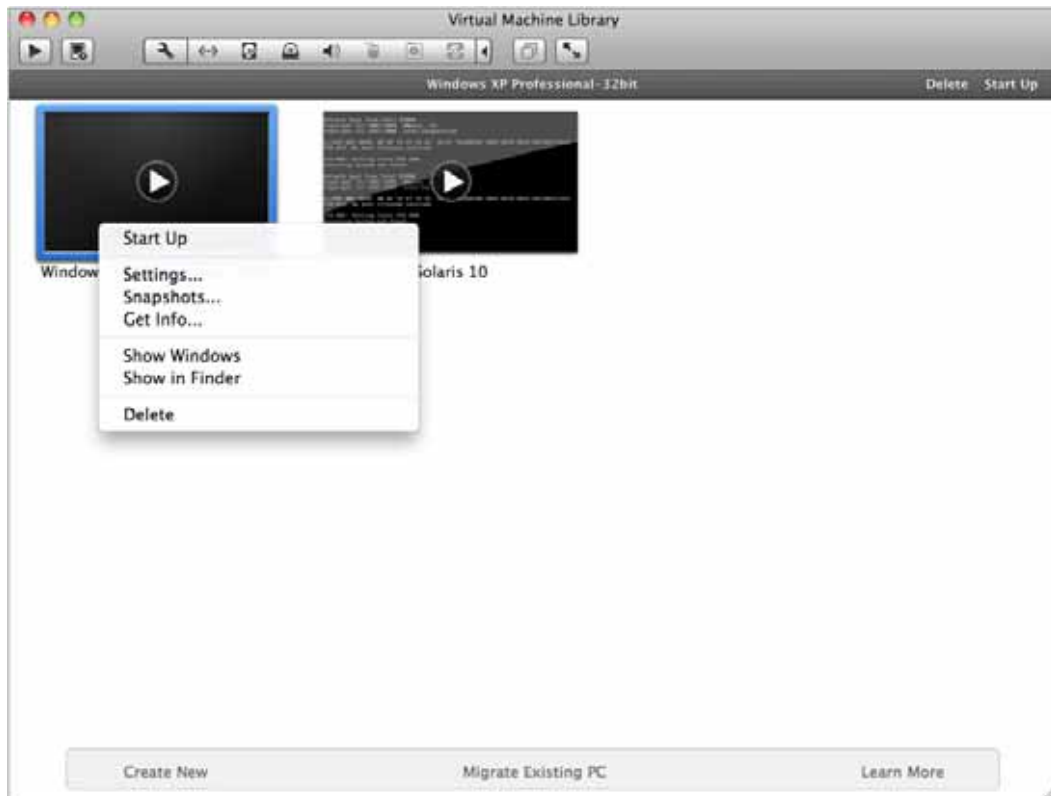 Virtual Machine Library
Windows XP Professional-32bit
Delete Start Up
Window
Solaris 10
Start Up
Settings...
Snapshots...
Get Info...
Show Windows
Show in Finder
Delete
Create New
Migrate Existing PC
Learn More